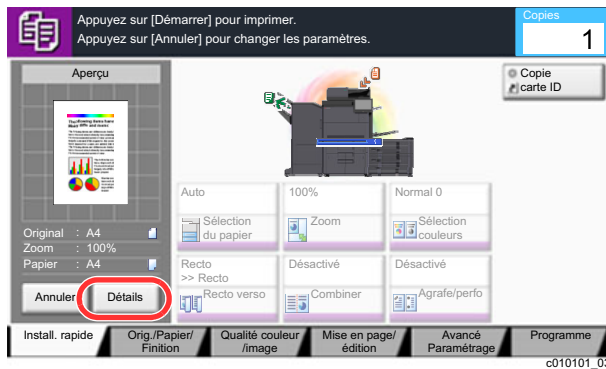 Appuyez sur [Démarrer] pour imprimer.
Appuyez sur [Annuler] pour changer les paramètres.
Copies
1
Aperçu
Copie
carte ID
Original : A4
Zoom : 100%
Papier : A4
Annuler
Détails
Auto
Sélection
du papier
100%
Zoom
Normal 0
Sélection
couleurs
Recto
>> Recto
Recto verso
Désactivé
Combiner
Désactivé
Agrafe/perfo
Install. rapide
Orig./Papier/
Finition
Qualité couleur
/image
Mise en page/
édition
Avancé
Paramétrage
Programme